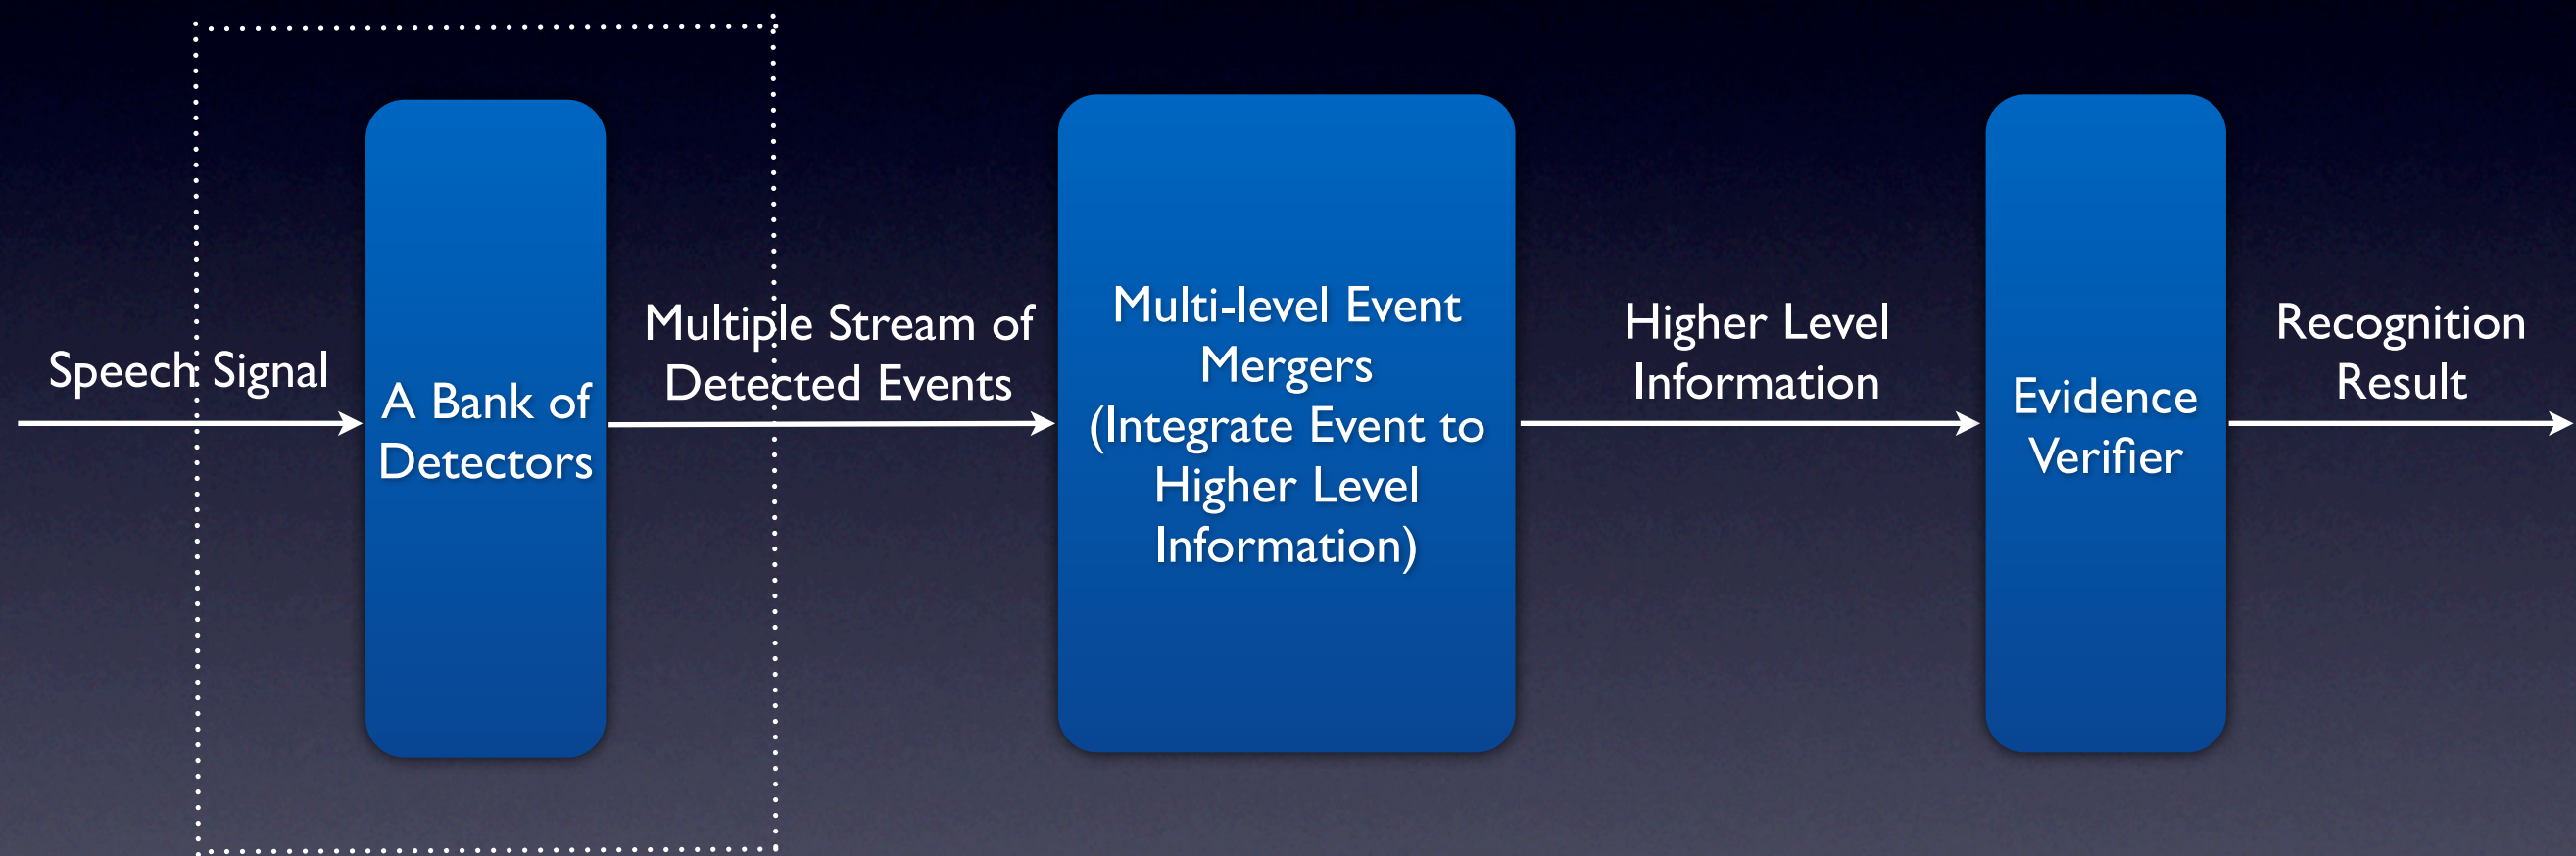 Speech Signal
A Bank of
Detectors
Multiple Stream of
Detected Events
Multi-level Event
Mergers
(Integrate Event to
Higher Level
Information)
Higher Level
Information
Evidence
Verifier
Recognition
Result